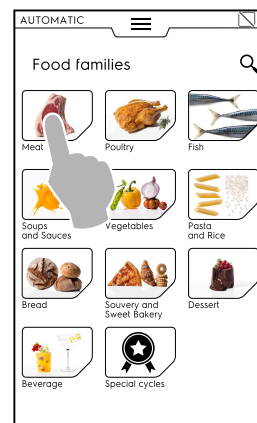 AUTOMATIC
Food families
Meat
Poultry
Fish
Soups
and Sauces
Vegetables
Pasta
and Rice
Bread
Souvery and
Sweet Bakery
Dessert
Beverage
Special cycles